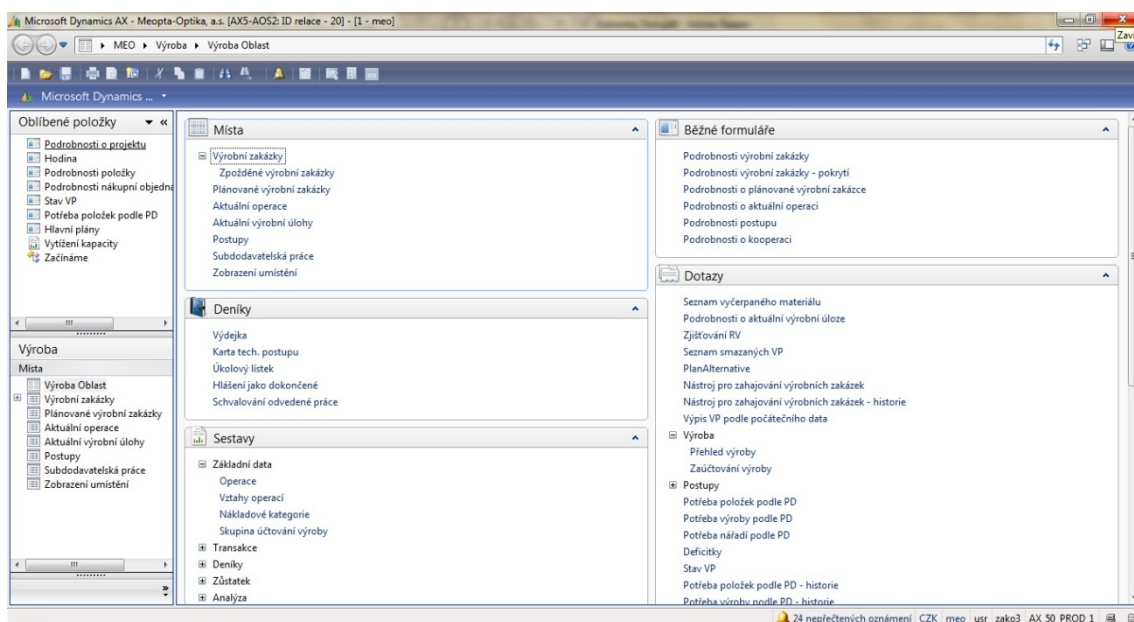 Microsoft Dynamics AX - Meopta-Optika, a.s. [AX5-AOS2: ID relace - 20] - [1 - meo]
MEO ▸ Výroba ▸ Výroba Oblast
Microsoft Dynamics ...
Oblíbené položky
Podrobnosti o projektu
Hodina
Podrobnosti položky
Podrobnosti nákupní objedna
Stav VP
Potřeba položek podle PD
Hlavní plány
Vytížení kapacity
Začínáme
Výroba
Místa
Výroba Oblast
Výrobní zakázky
Plánované výrobní zakázky
Aktuální operace
Aktuální výrobní úlohy
Postupy
Subdodavatelská práce
Zobrazení umístění
Místa
Výrobní zakázky
Zpožděné výrobní zakázky
Plánované výrobní zakázky
Aktuální operace
Aktuální výrobní úlohy
Postupy
Subdodavatelská práce
Zobrazení umístění
Deníky
Výdejka
Karta tech. postupu
Úkolový lístek
Hlášení jako dokončené
Schvalování odvedené práce
Sestavy
Základní data
Operace
Vztahy operací
Nákladové kategorie
Skupina účtování výroby
Transakce
Deníky
Zůstatek
Analýza
Běžné formuláře
Podrobnosti výrobní zakázky
Podrobnosti výrobní zakázky - pokrytí
Podrobnosti o plánované výrobní zakázce
Podrobnosti o aktuální operaci
Podrobnosti postupu
Podrobnosti o kooperaci
Dotazy
Seznam vyčerpaného materiálu
Podrobnosti o aktuální výrobní úloze
Zjišťování RV
Seznam smazaných VP
PlanAlternative
Nástroj pro zahajování výrobních zakázek
Nástroj pro zahajování výrobních zakázek - historie
Výpis VP podle počátečního data
Výroba
Přehled výroby
Zaúčtování výroby
Postupy
Potřeba položek podle PD
Potřeba výroby podle PD
Potřeba nářadí podle PD
Deficitky
Stav VP
Potřeba položek podle PD - historie
Potřeba výroby podle PD - historie
Zav
24 nepřečtených oznámení CZK meo usr zako3 AX 50 PROD 1